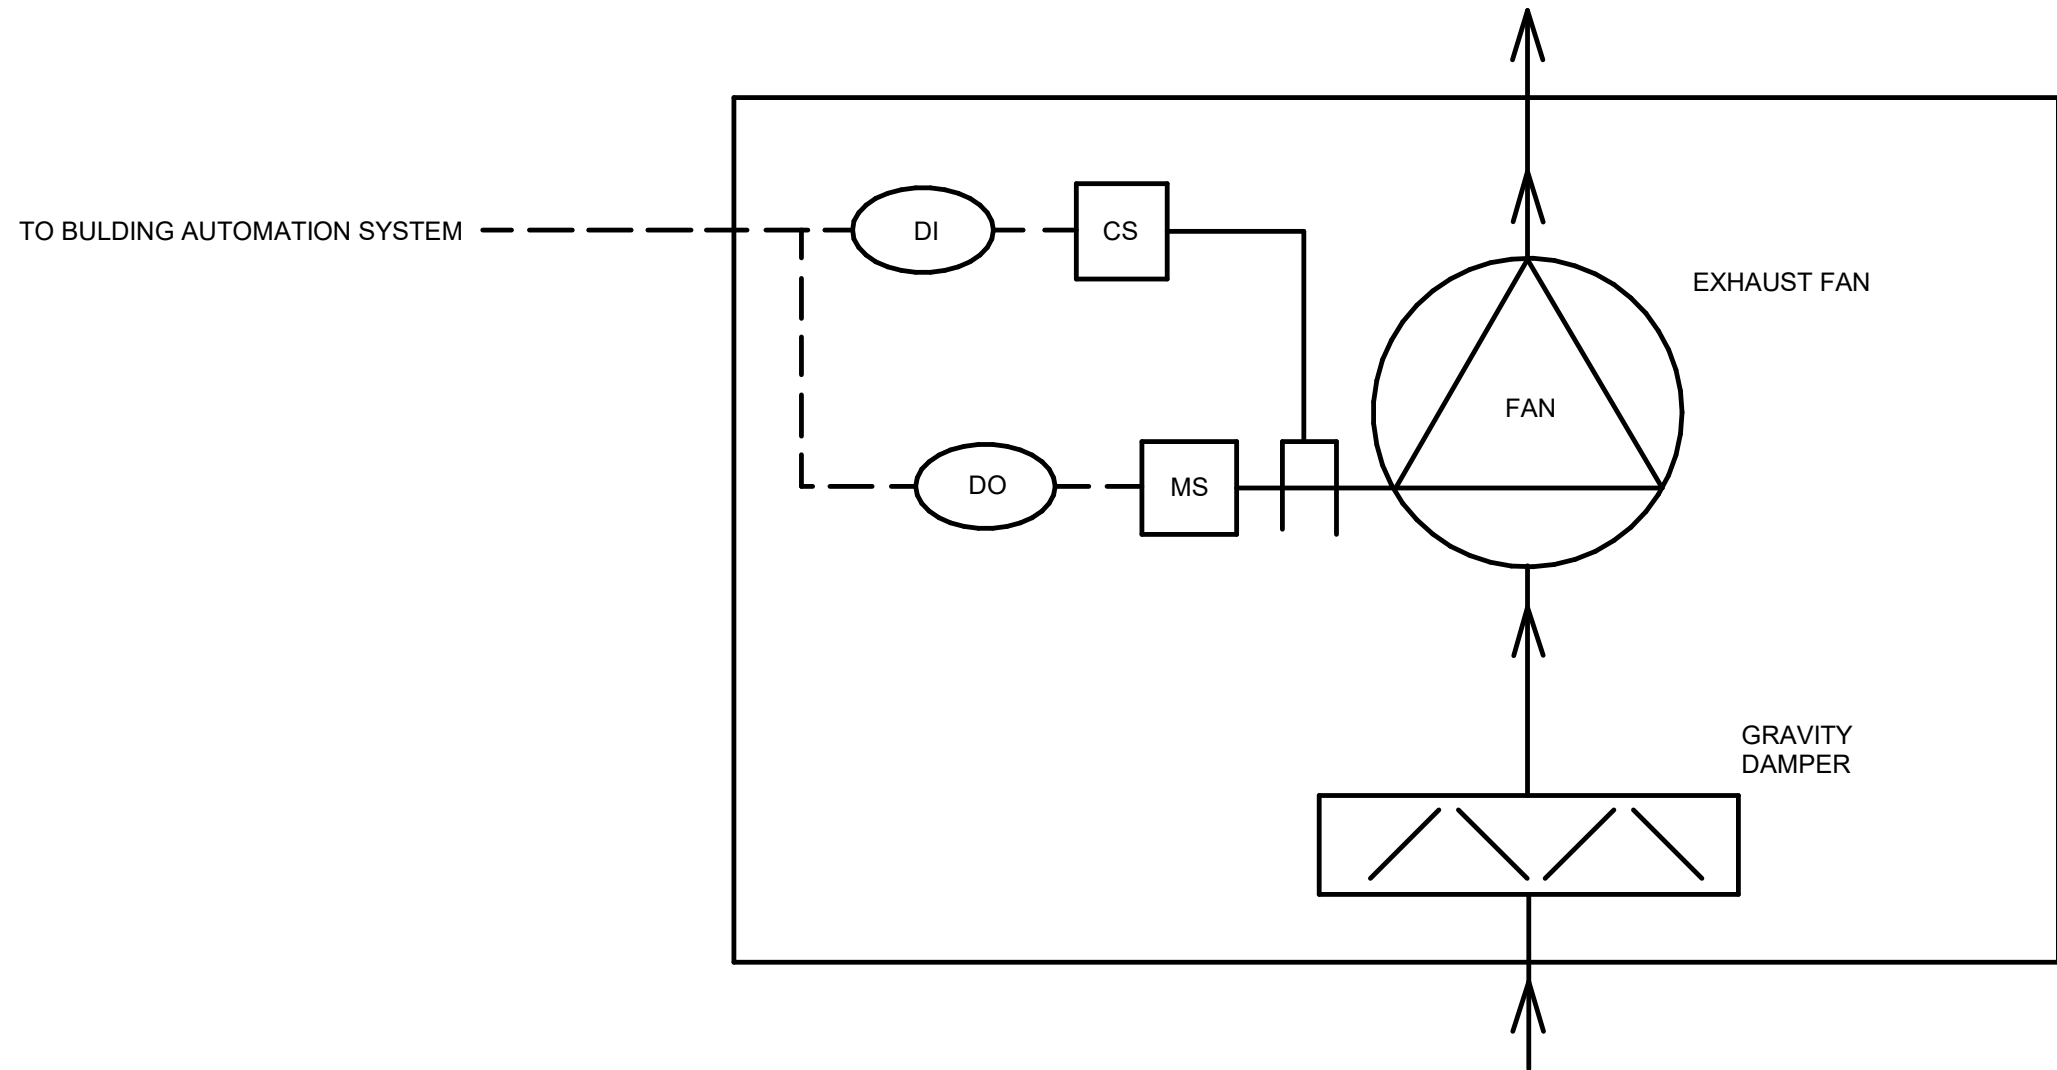 TO BULDING AUTOMATION SYSTEM
DI
CS
EXHAUST FAN
FAN
DO
MS
GRAVITY
DAMPER